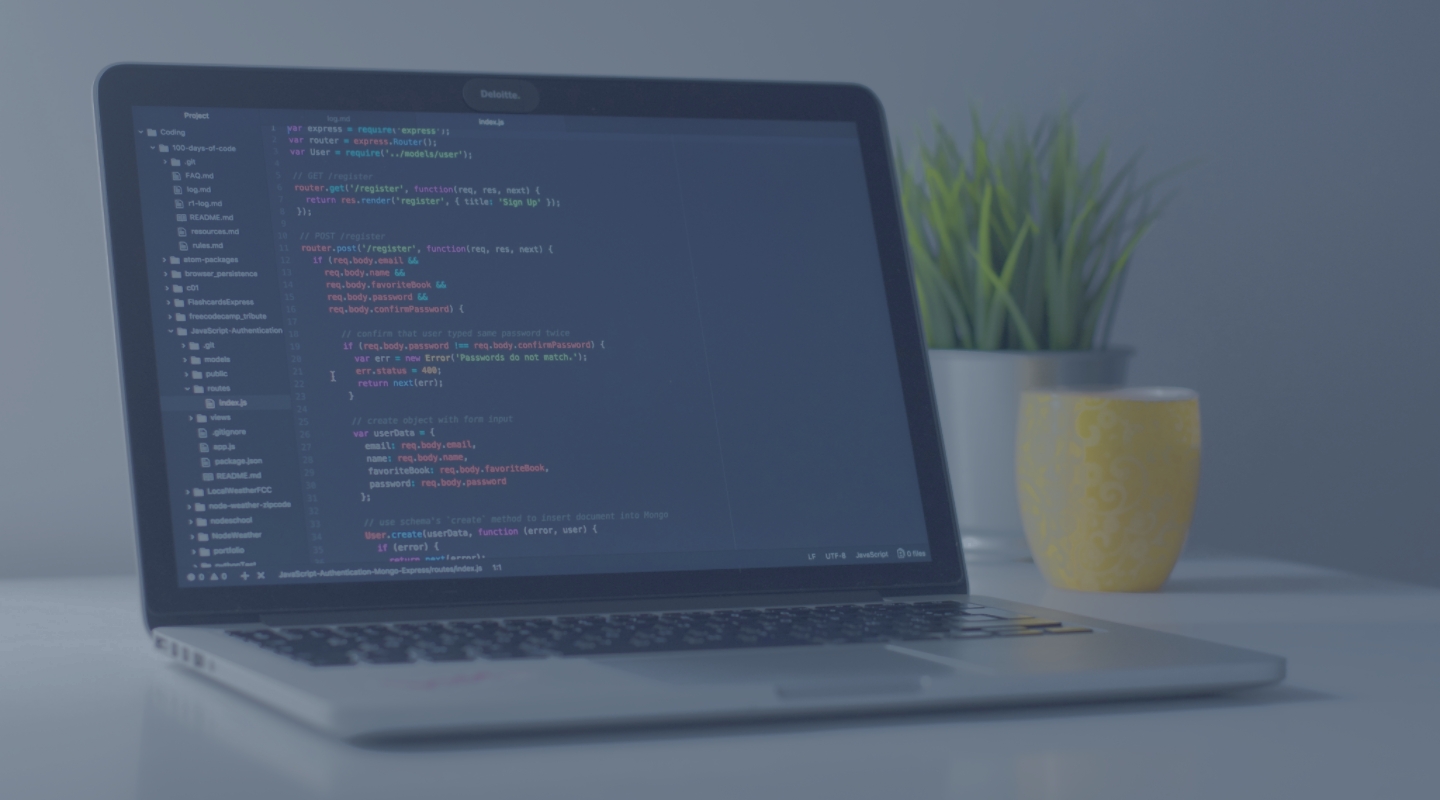 Deloitte.
Project
log.md
index.js
Coding
100-days-of-code
.git
FAQ.md
log.md
r1-log.md
README.md
resources.md
rules.md
atom-packages
browser_persistence
c01
FlashcardsExpress
freecodecamp_tribute
JavaScript-Authentication
.git
models
public
routes
index.js
views
.gitignore
app.js
package.json
README.md
LocalWeatherFCC
node-weather-zipcode
nodeschool
NodeWeather
portfolio
1 var express = require('express');
2 var router = express.Router();
3 var User = require('../models/user');
4
5 // GET /register
6 router.get('/register', function(req, res, next) {
7 return res.render('register', { title: 'Sign Up' });
8 });
9
10 // POST /register
11 router.post('/register', function(req, res, next) {
12 if (req.body.email &&
13 req.body.name &&
14 req.body.favoriteBook &&
15 req.body.password &&
16 req.body.confirmPassword) {
17
18 // confirm that user typed same password twice
19 if (req.body.password !== req.body.confirmPassword) {
20 var err = new Error('Passwords do not match.');
21 err.status = 400;
22 return next(err);
23 }
24
25 // create object with form input
26 var userData = {
27 email: req.body.email,
28 name: req.body.name,
29 favoriteBook: req.body.favoriteBook,
30 password: req.body.password
31 };
32
33 // use schema's `create` method to insert document into Mongo
34 User.create(userData, function (error, user) {
35 if (error) {
return next(error);
0 0 JavaScript-Authentication-Mongo-Express/routes/index.js 1:1
LF UTF-8 JavaScript 0 files